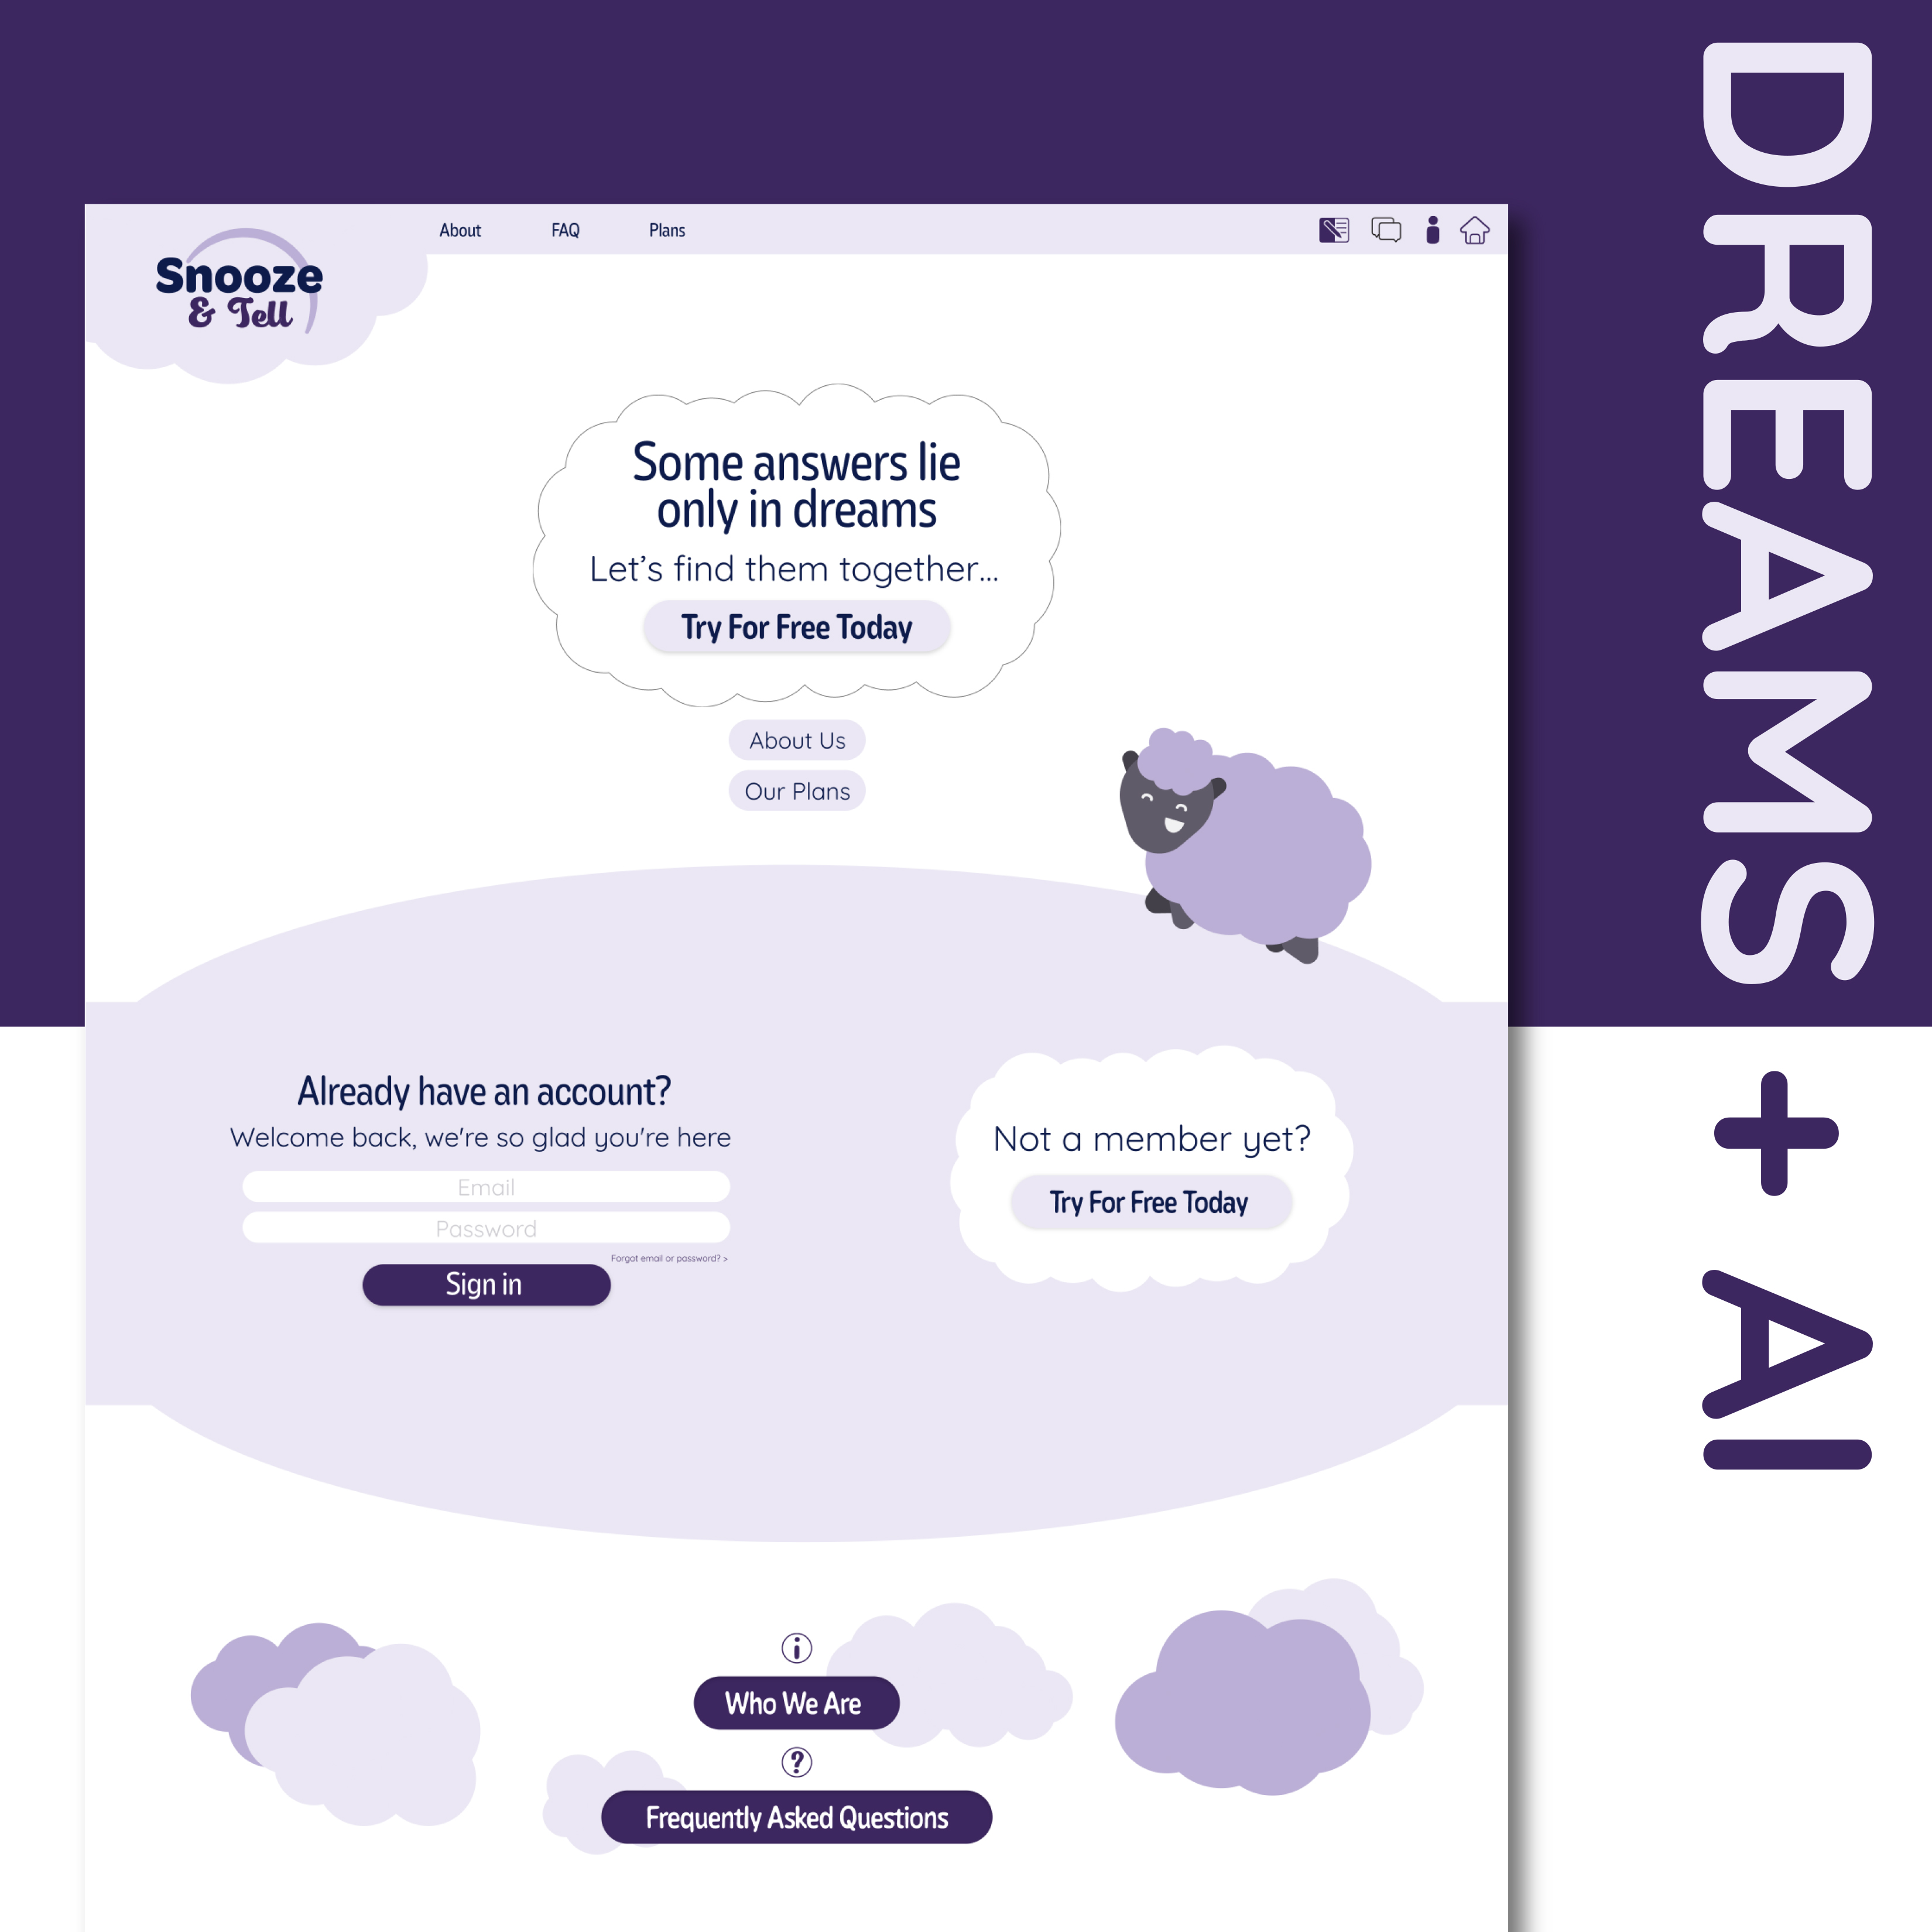 DREAMS + AI
About FAQ Plans
Snooze
& Tell
Some answers lie
only in dreams
Let's find them together...
Try For Free Today
About Us
Our Plans
Already have an account?
Welcome back, we're so glad you're here
Email
Password
Forgot email or password? >
Sign in
Not a member yet?
Try For Free Today
i
Who We Are
?
Frequently Asked Questions